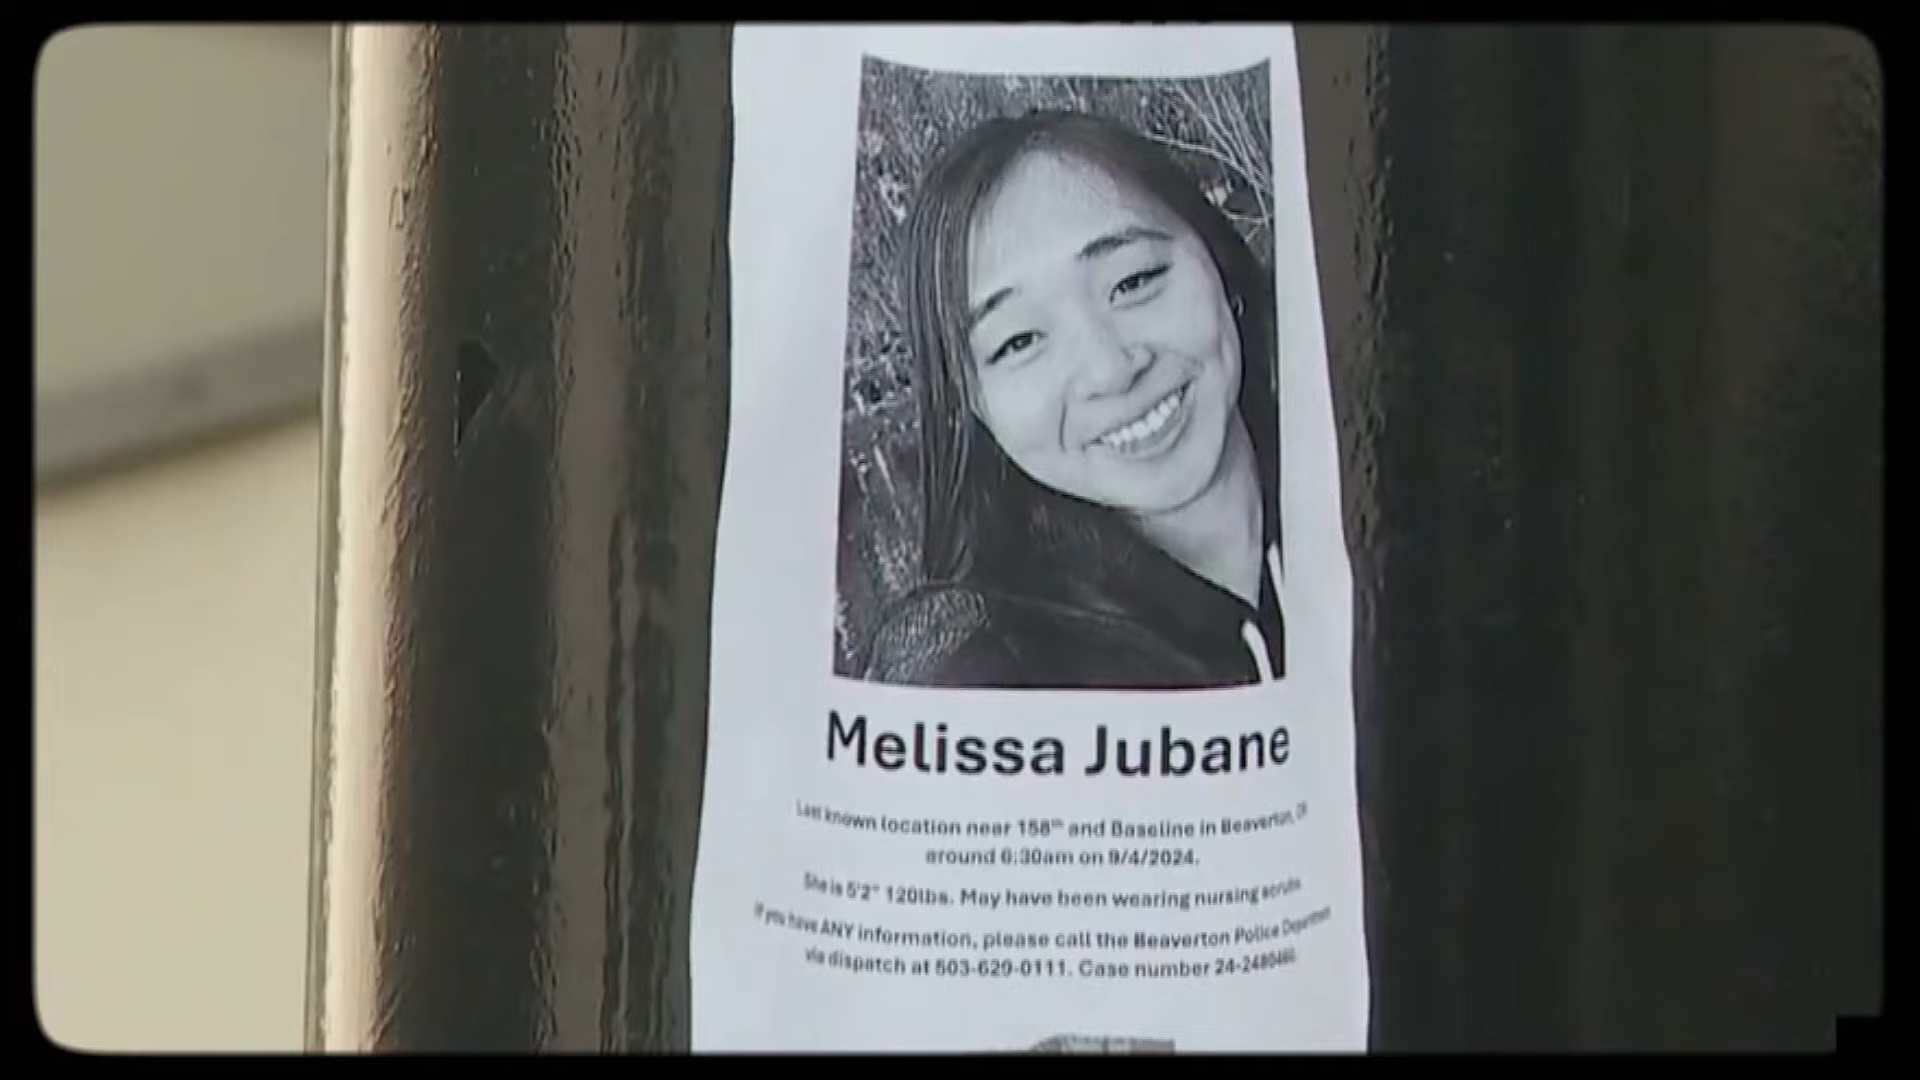 Melissa Jubane
Last known location near 158th and Baseline in Beaverton, OR
around 6:30am on 9/4/2024.
She is 5'2" 120lbs. May have been wearing nursing scrubs
If you have ANY information, please call the Beaverton Police Department
via dispatch at 503-629-0111. Case number